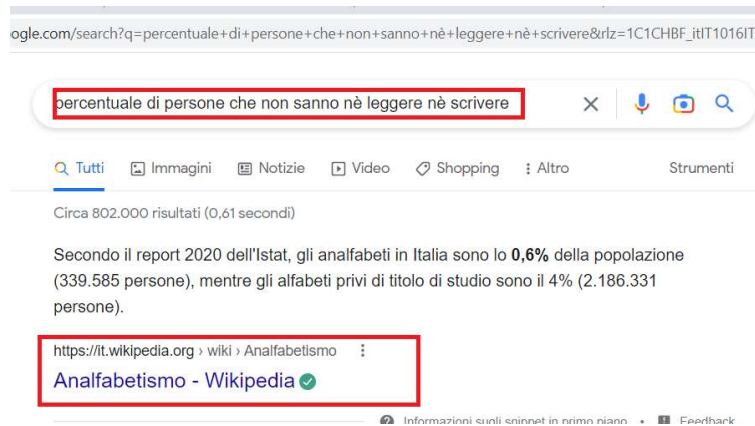 ogle.com/search?q=percentuale+di+persone+che+non+sanno+nè+leggere+nè+scrivere&rlz=1C1CHBF_itIT1016IT
percentuale di persone che non sanno nè leggere nè scrivere
Tutti Immagini Notizie Video Shopping Altro Strumenti
Circa 802.000 risultati (0,61 secondi)
Secondo il report 2020 dell'Istat, gli analfabeti in Italia sono lo 0,6% della popolazione
(339.585 persone), mentre gli alfabeti privi di titolo di studio sono il 4% (2.186.331
persone).
https://it.wikipedia.org › wiki › Analfabetismo
Analfabetismo - Wikipedia
Informazioni sugli snippet in primo piano • Feedback